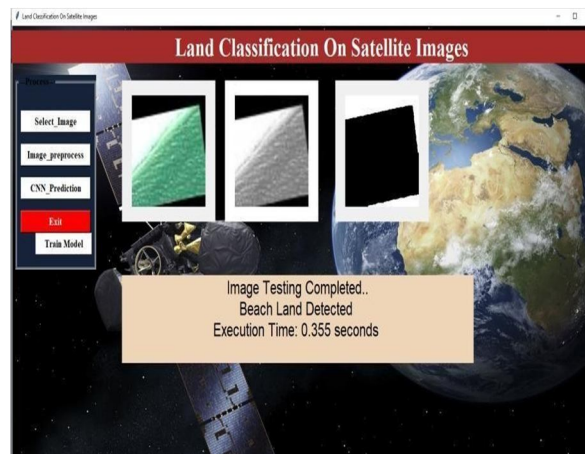 Land Classification On Satellite Images
Land Classification On Satellite Images
Process
Select_Image
Image_preprocess
CNN_Prediction
Exit
Train Model
Image Testing Completed..
Beach Land Detected
Execution Time: 0.355 seconds